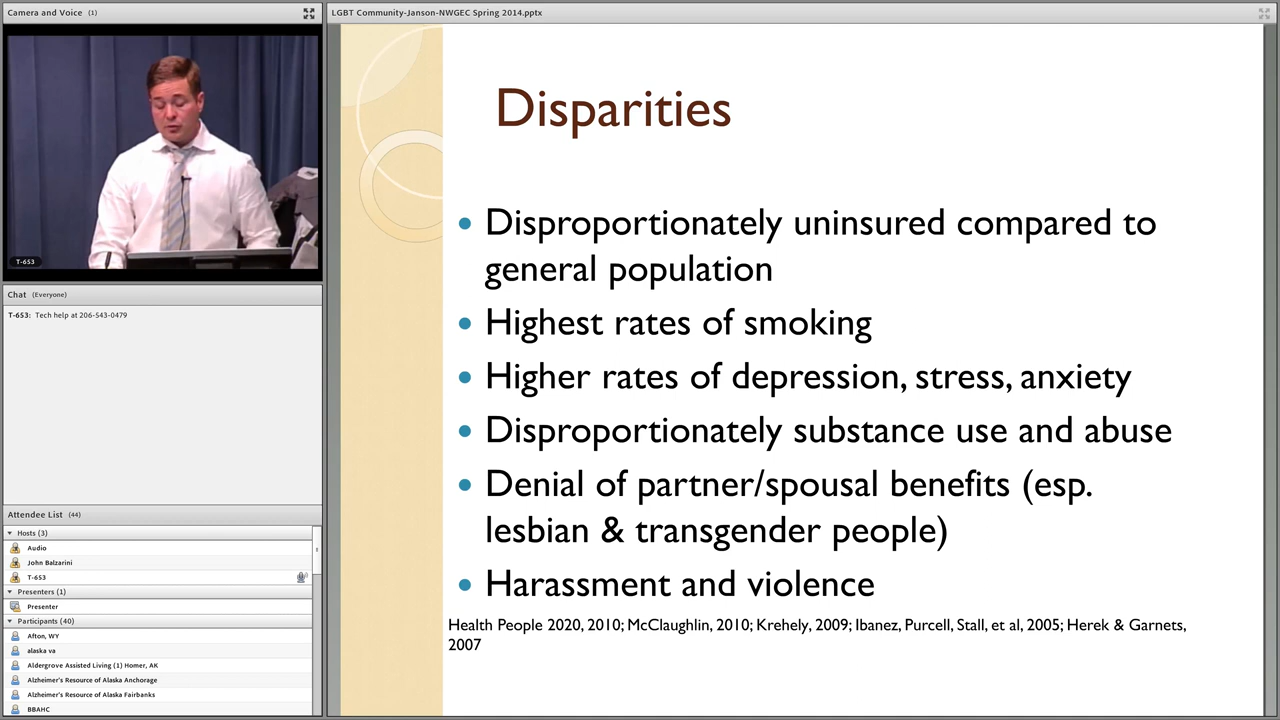 Camera and Voice (1)
T-653
Chat (Everyone)
T-653: Tech help at 206-543-0479
Attendee List (44)
Hosts (3)
Audio
John Balzarini
T-653
Presenters (1)
Presenter
Participants (40)
Afton, WY
alaska va
Aldergrove Assisted Living (1) Homer, AK
Alzheimer's Resource of Alaska Anchorage
Alzheimer's Resource of Alaska Fairbanks
BBAHC
LGBT Community-Janson-NWGEC Spring 2014.pptx
Disparities
Disproportionately uninsured compared to
general population
Highest rates of smoking
Higher rates of depression, stress, anxiety
Disproportionately substance use and abuse
Denial of partner/spousal benefits (esp.
lesbian & transgender people)
Harassment and violence
Health People 2020, 2010; McClaughlin, 2010; Krehely, 2009; Ibanez, Purcell, Stall, et al, 2005; Herek & Garnets,
2007